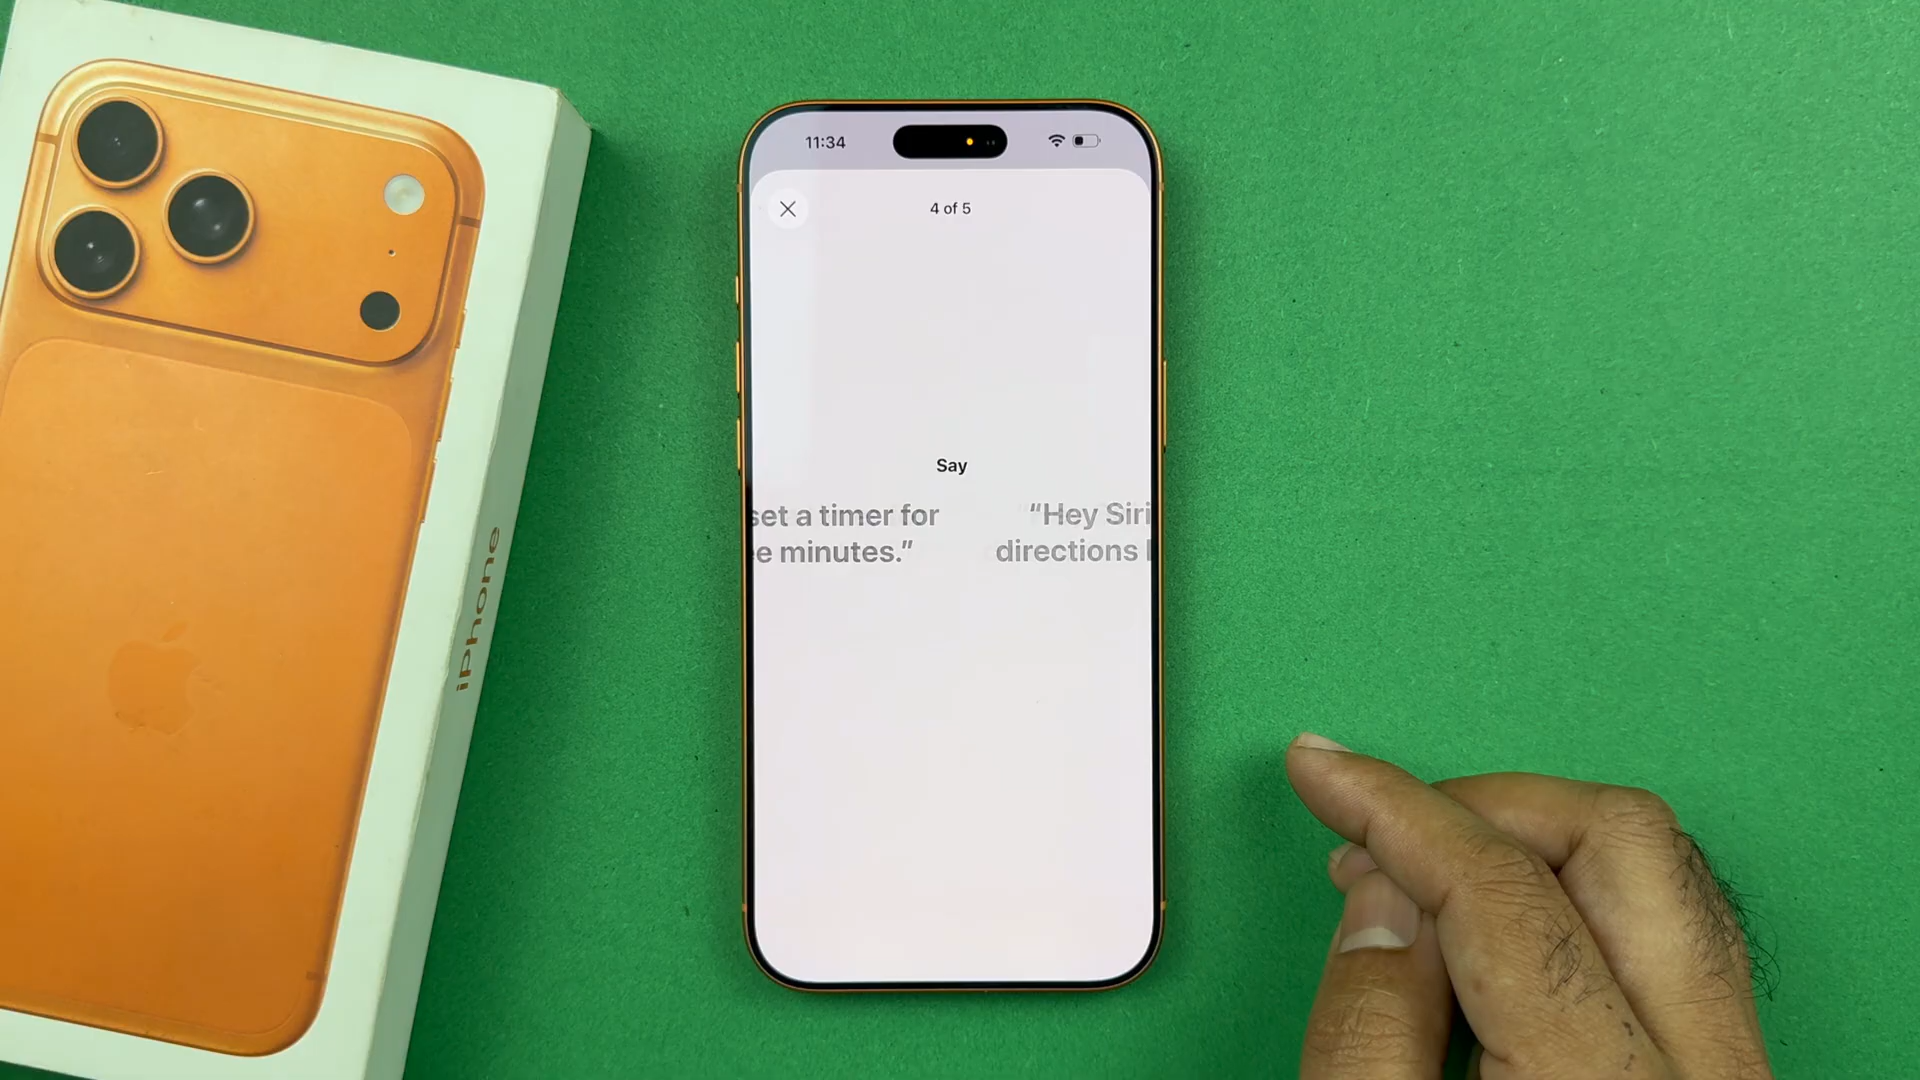 11:34
4 of 5
Say
set a timer for
e minutes.”
“Hey Siri
directions
iPhone